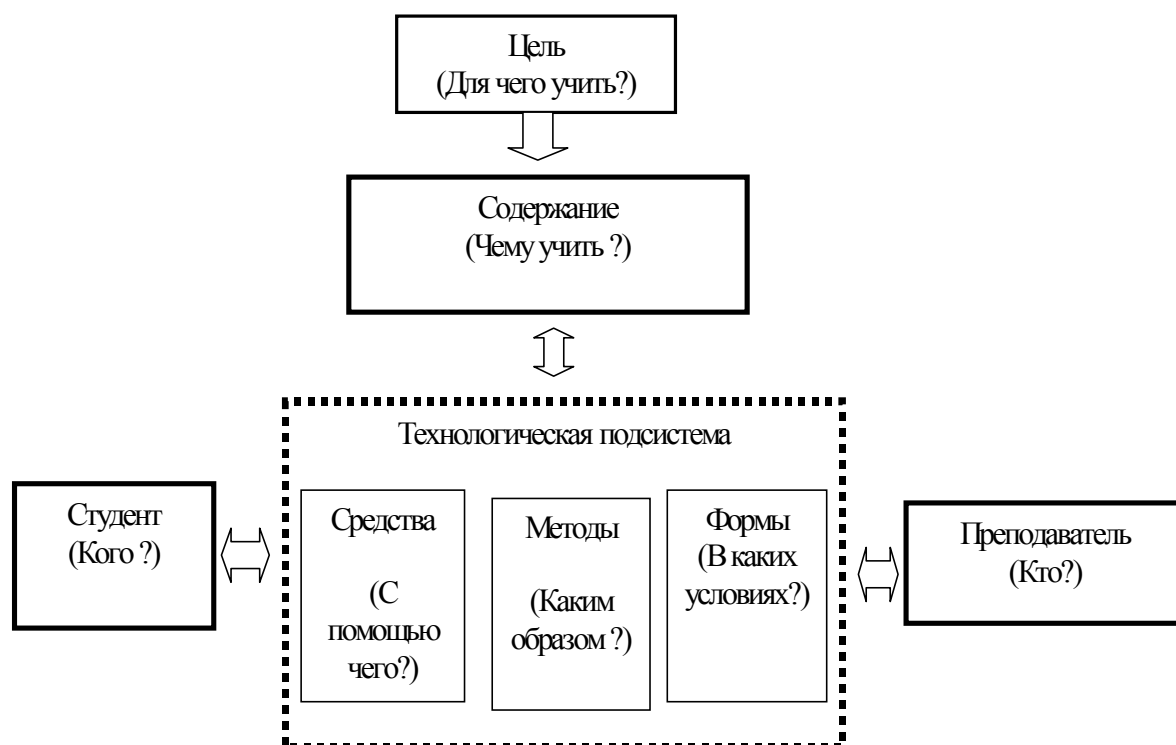 Цель
(Для чего учить?)
Содержание
(Чему учить ?)
Технологическая подсистема
Студент
(Кого ?)
Средства
(С
помощью
чего?)
Методы
(Каким
образом ?)
Формы
(В каких
условиях?)
Преподаватель
(Кто?)